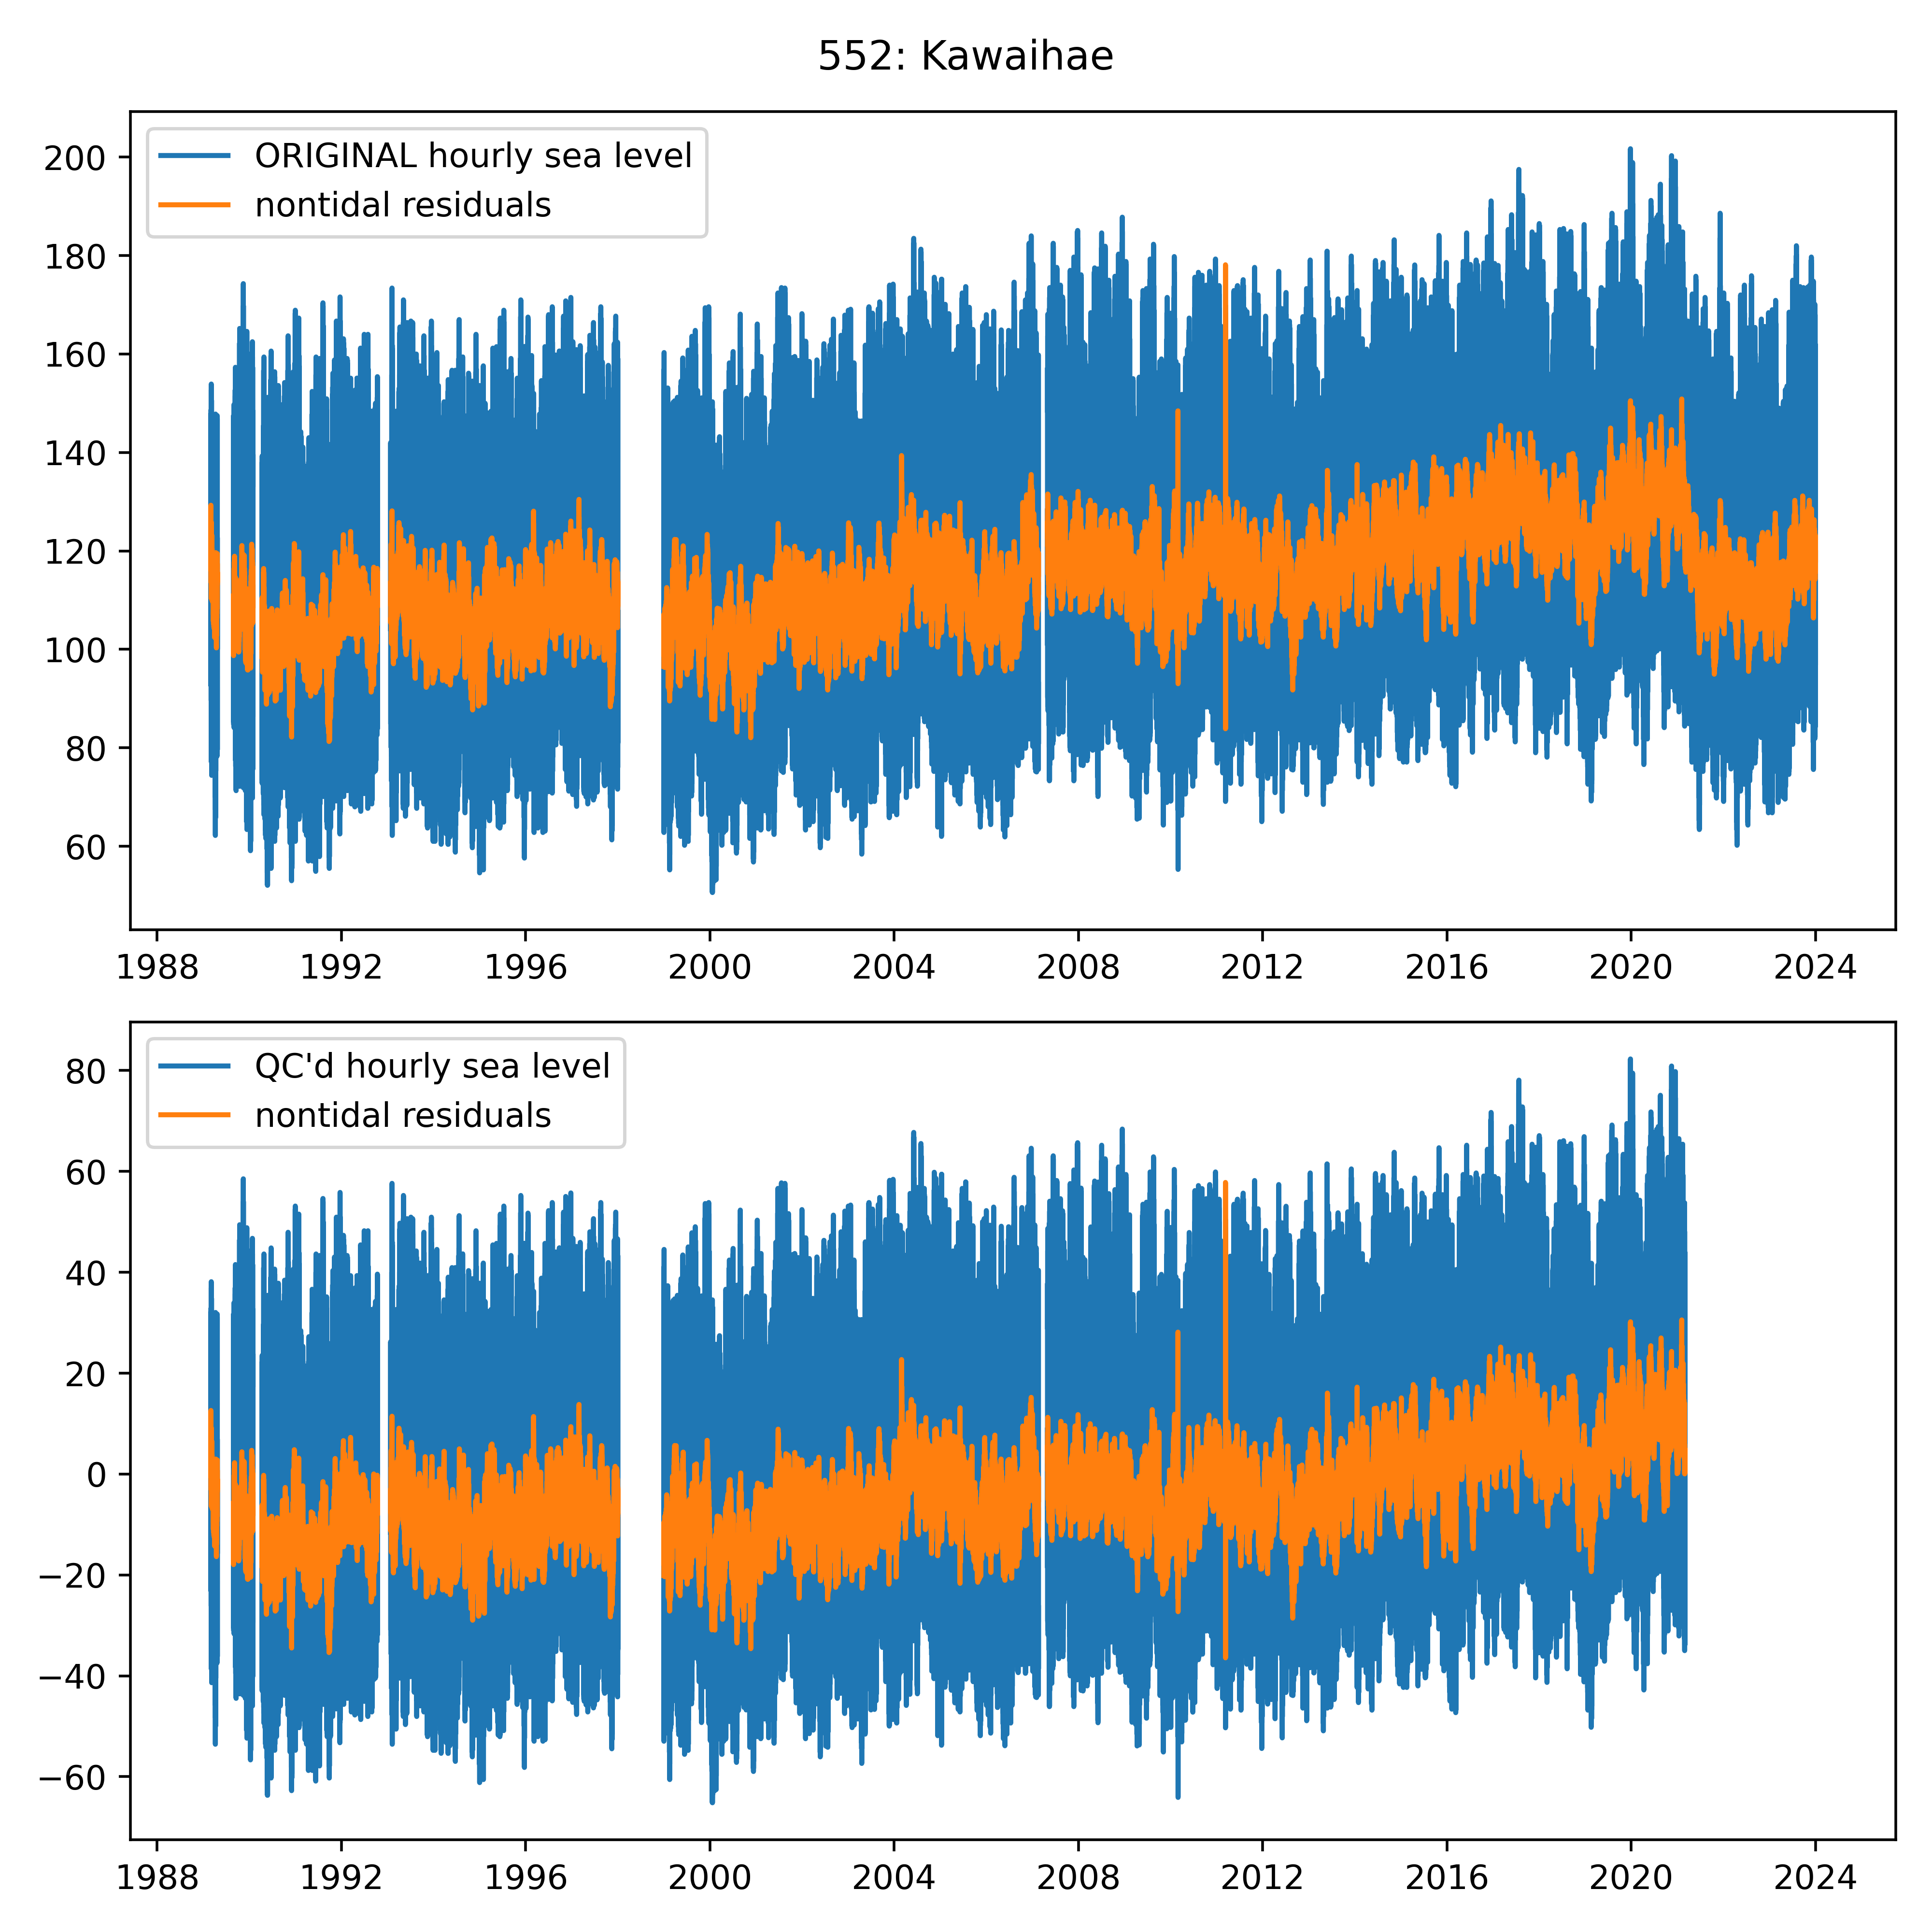 552: Kawaihae
ORIGINAL hourly sea level
nontidal residuals
200
180
160
140
120
100
80
60
1988 1992 1996 2000 2004 2008 2012 2016 2020 2024
QC'd hourly sea level
nontidal residuals
80
60
40
20
0
−20
−40
−60
1988 1992 1996 2000 2004 2008 2012 2016 2020 2024